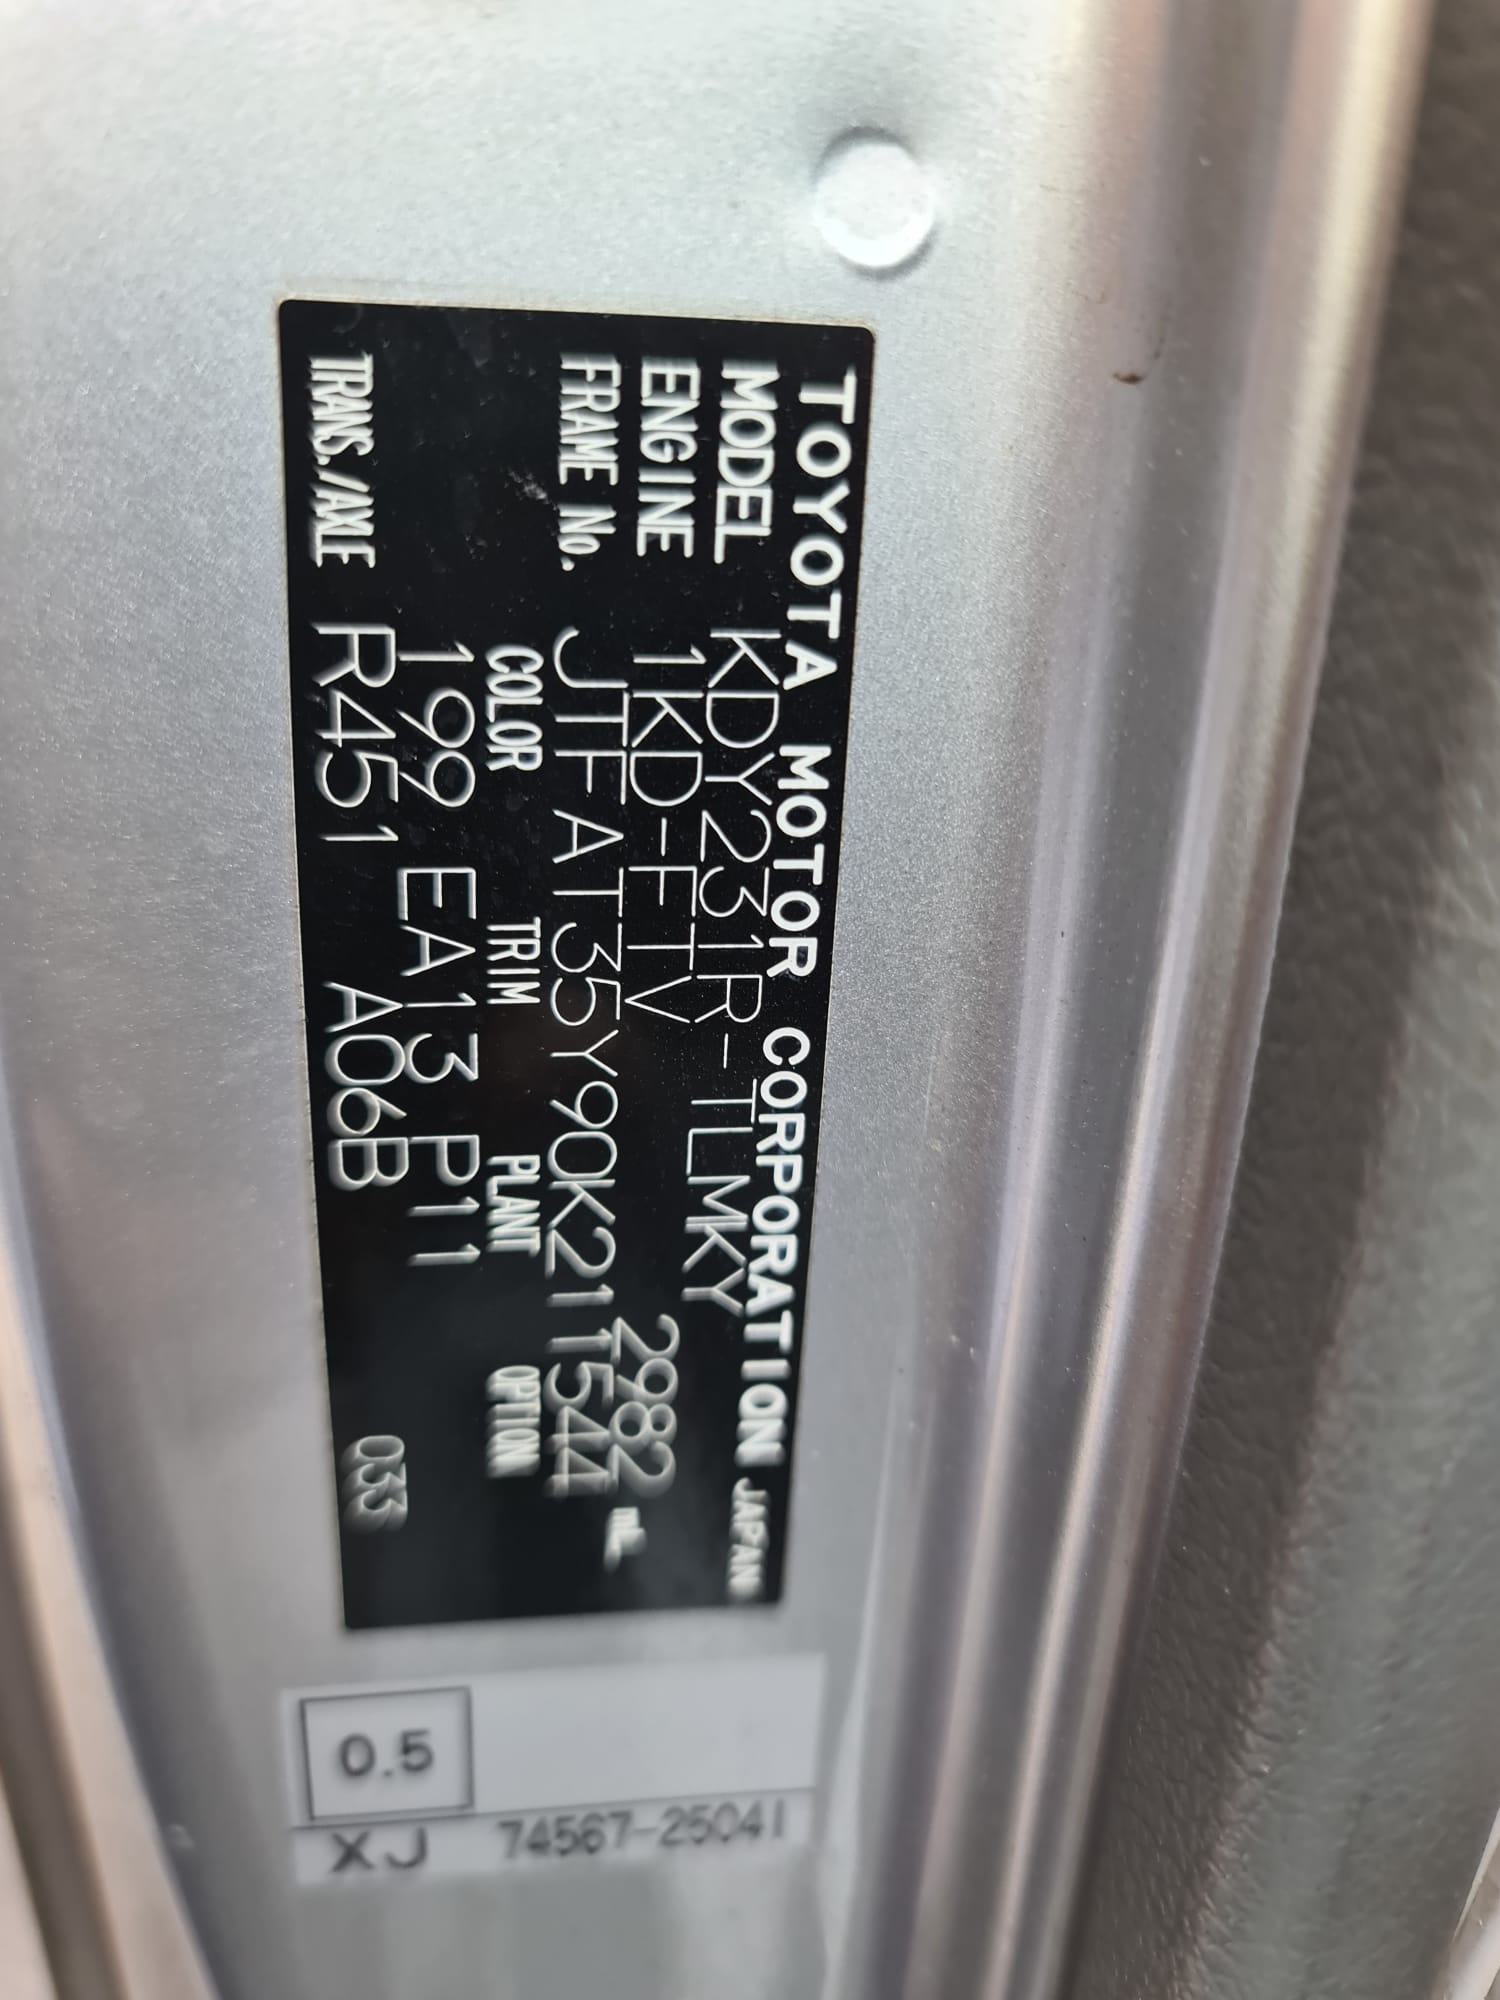 TOYOTA MOTOR CORPORATION JAPAN
MODEL KDY231R-TLMKY
ENGINE 1KD-FTV 2982 mL
FRAME No. JTFAT35Y90K211544
COLOR TRIM PLANT OPTION
199 EA13 P11
TRANS./AXLE R451 A06B 033
0.5
XJ 74567-25041